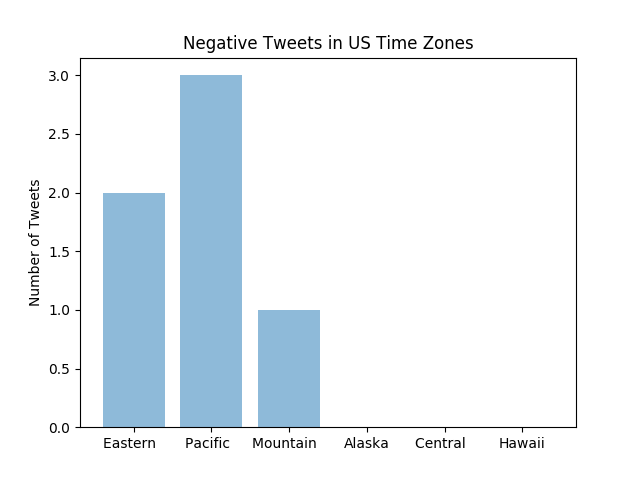 Negative Tweets in US Time Zones
Number of Tweets
3.0
2.5
2.0
1.5
1.0
0.5
0.0
Eastern Pacific Mountain Alaska Central Hawaii